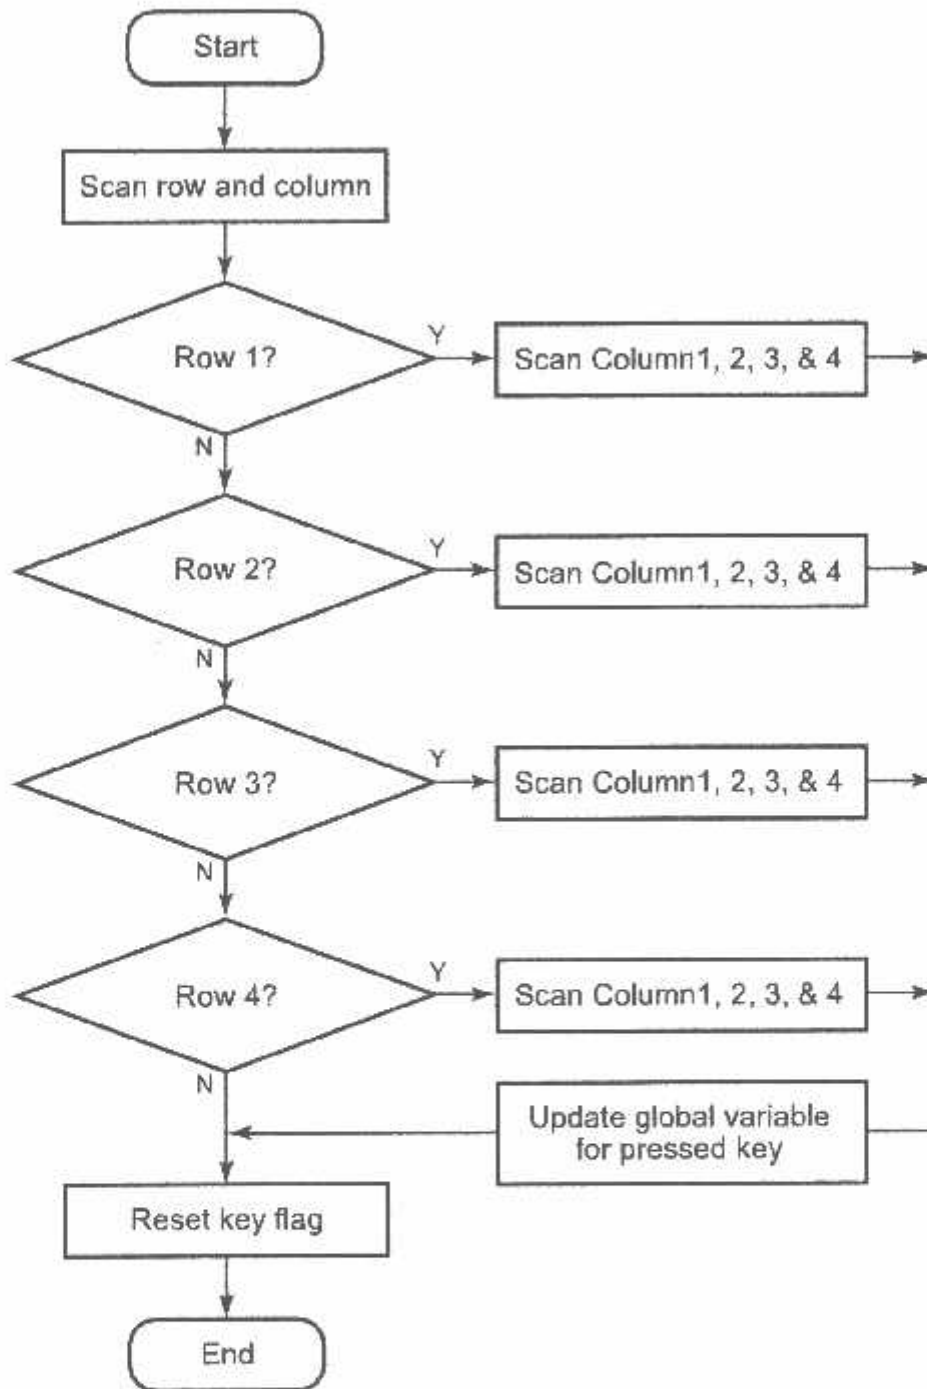 Start
Scan row and column
Row 1?
Y
Scan Column1, 2, 3, & 4
N
Row 2?
Y
Scan Column1, 2, 3, & 4
N
Row 3?
Y
Scan Column1, 2, 3, & 4
N
Row 4?
Y
Scan Column1, 2, 3, & 4
N
Update global variable
for pressed key
Reset key flag
End